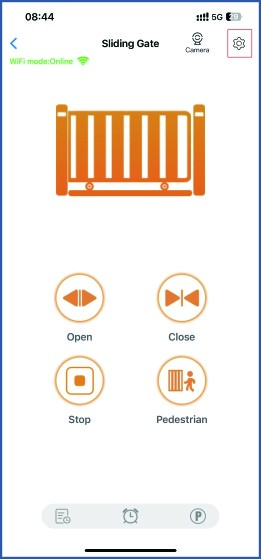 08:44
5G
Sliding Gate
Camera
WiFi mode:Online
Open
Close
Stop
Pedestrian
P